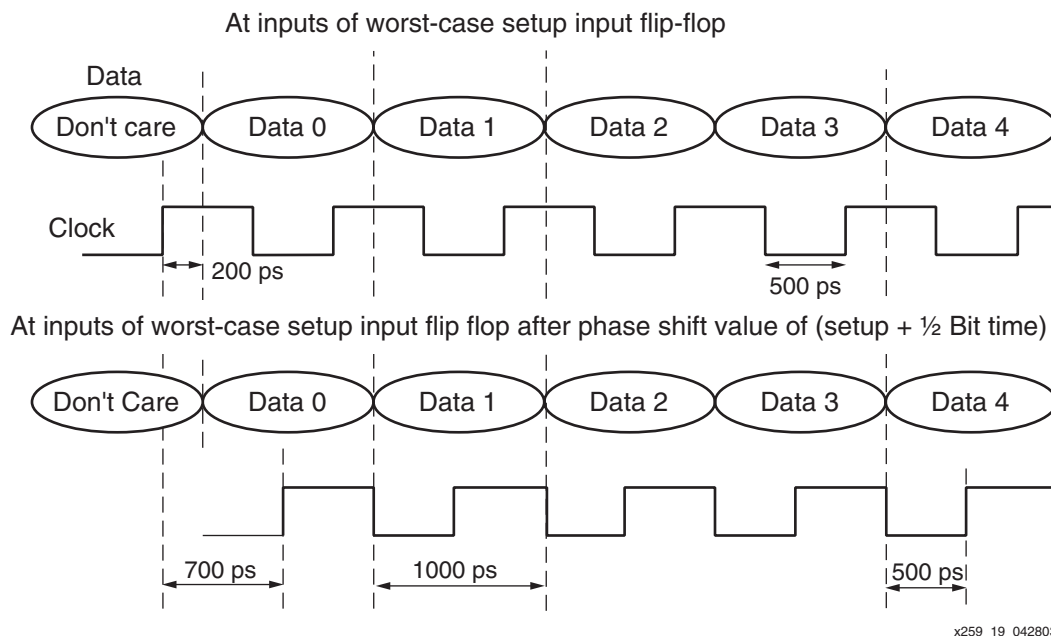 At inputs of worst-case setup input flip-flop
Data
Don't care Data 0 Data 1 Data 2 Data 3 Data 4
Clock
200 ps
500 ps
At inputs of worst-case setup input flip flop after phase shift value of (setup + ½ Bit time)
Don't Care Data 0 Data 1 Data 2 Data 3 Data 4
700 ps 1000 ps 500 ps
x259_19_042803